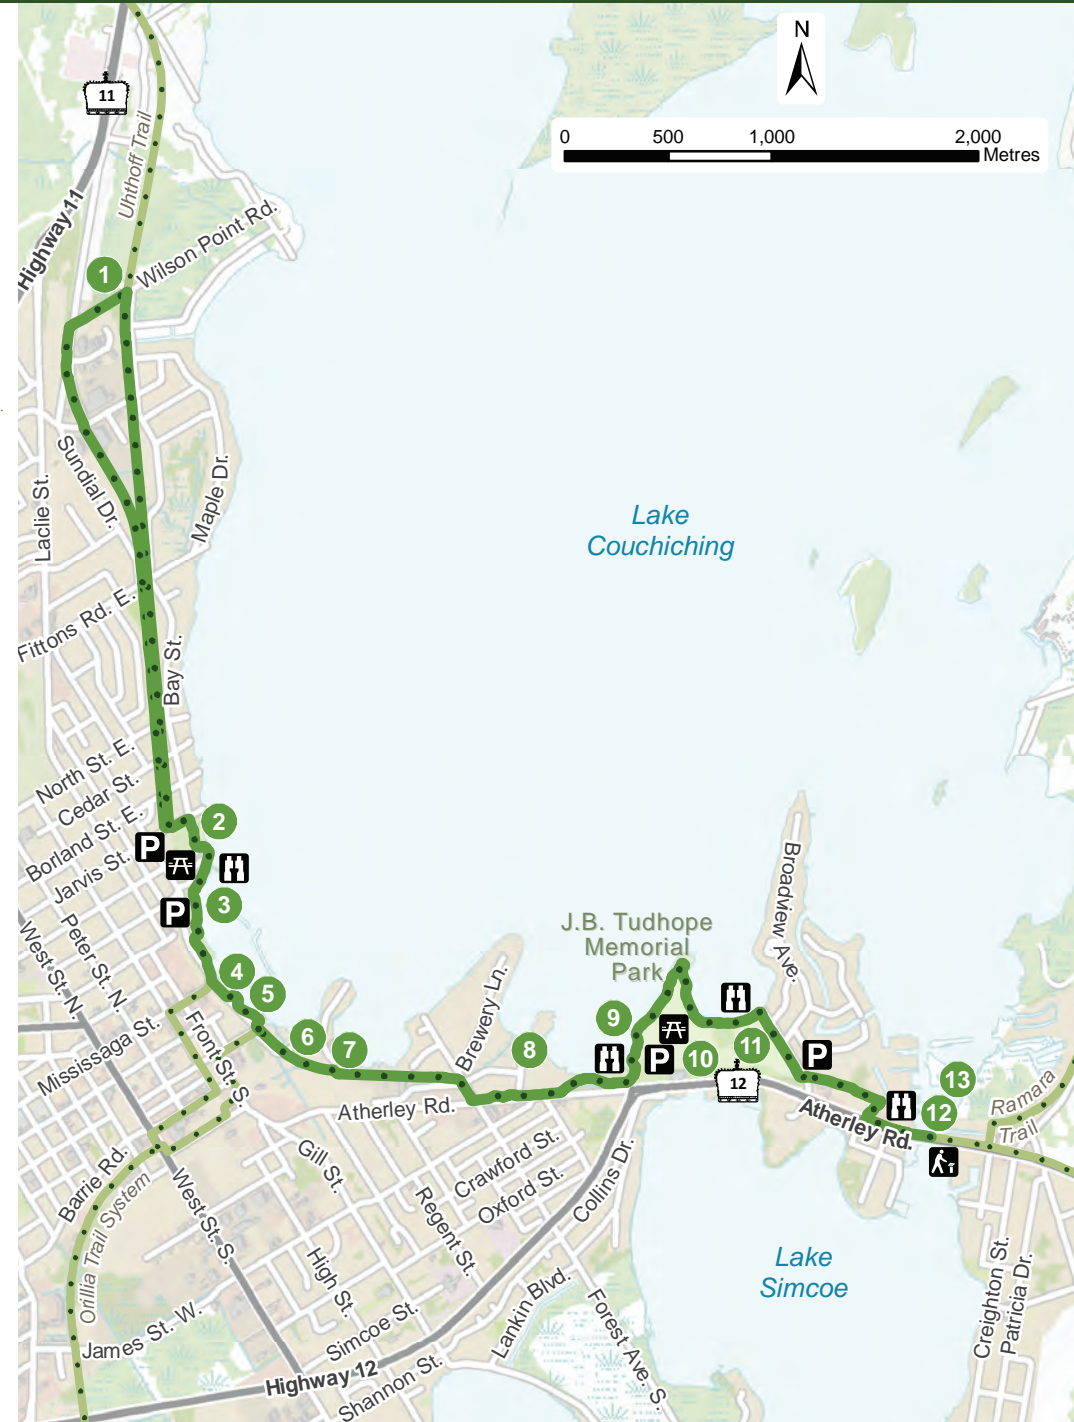 N
0 500 1,000 2,000
Metres
11
Uhthoff Trail
Highway 11
Wilson Point Rd.
1
Sundial Dr.
Laclie St.
Maple Dr.
Lake
Couchiching
Fittons Rd. E.
Bay St.
North St. E.
Cedar St.
Borland St. E.
Jarvis St.
2
P
P
3
Peter St. N.
West St. N.
4
5
Mississaga St.
Front St. S.
6
7
Brewery Ln.
8
J.B. Tudhope
Memorial
Park
9
P
10
11
12
Broadview Ave.
P
13
12
Atherley Rd.
Atherley Rd.
Ramara
Trail
Barrie Rd.
Orillia Trail System
West St. S.
Gill St.
High St.
Regent St.
Crawford St.
Oxford St.
Collins Dr.
James St. W.
Simcoe St.
Highway 12
Shannon St.
Lankin Blvd.
Forest Ave. S.
Lake
Simcoe
Creighton St.
Patricia Dr.